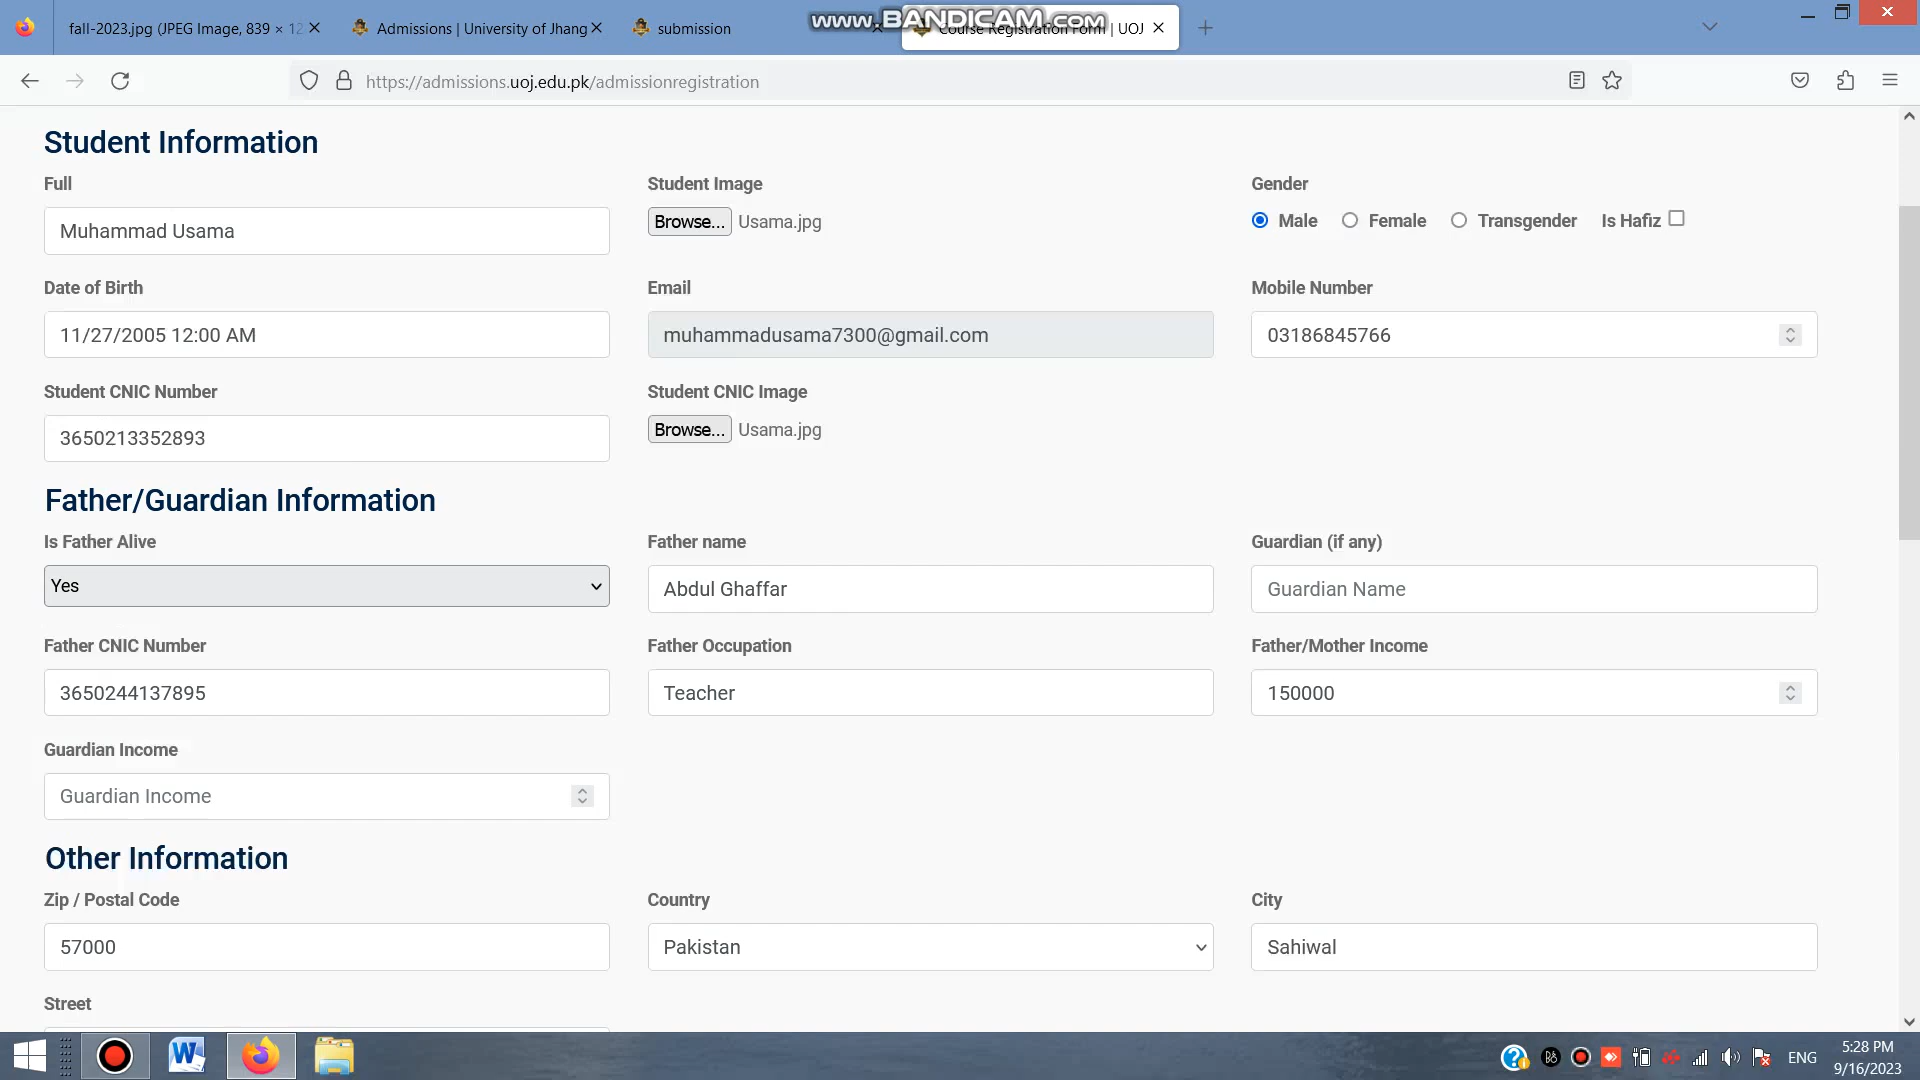 www.BANDICAM.com
fall-2023.jpg (JPEG Image, 839 × 12
Admissions | University of Jhang
submission
Course Registration Form | UOJ
https://admissions.uoj.edu.pk/admissionregistration
Student Information
Full
Student Image
Gender
Muhammad Usama
Browse... Usama.jpg
Male Female Transgender Is Hafiz
Date of Birth
Email
Mobile Number
11/27/2005 12:00 AM
muhammadusama7300@gmail.com
03186845766
Student CNIC Number
Student CNIC Image
3650213352893
Browse... Usama.jpg
Father/Guardian Information
Is Father Alive
Father name
Guardian (if any)
Yes
Abdul Ghaffar
Guardian Name
Father CNIC Number
Father Occupation
Father/Mother Income
3650244137895
Teacher
150000
Guardian Income
Guardian Income
Other Information
Zip / Postal Code
Country
City
57000
Pakistan
Sahiwal
Street
ENG
5:28 PM
9/16/2023